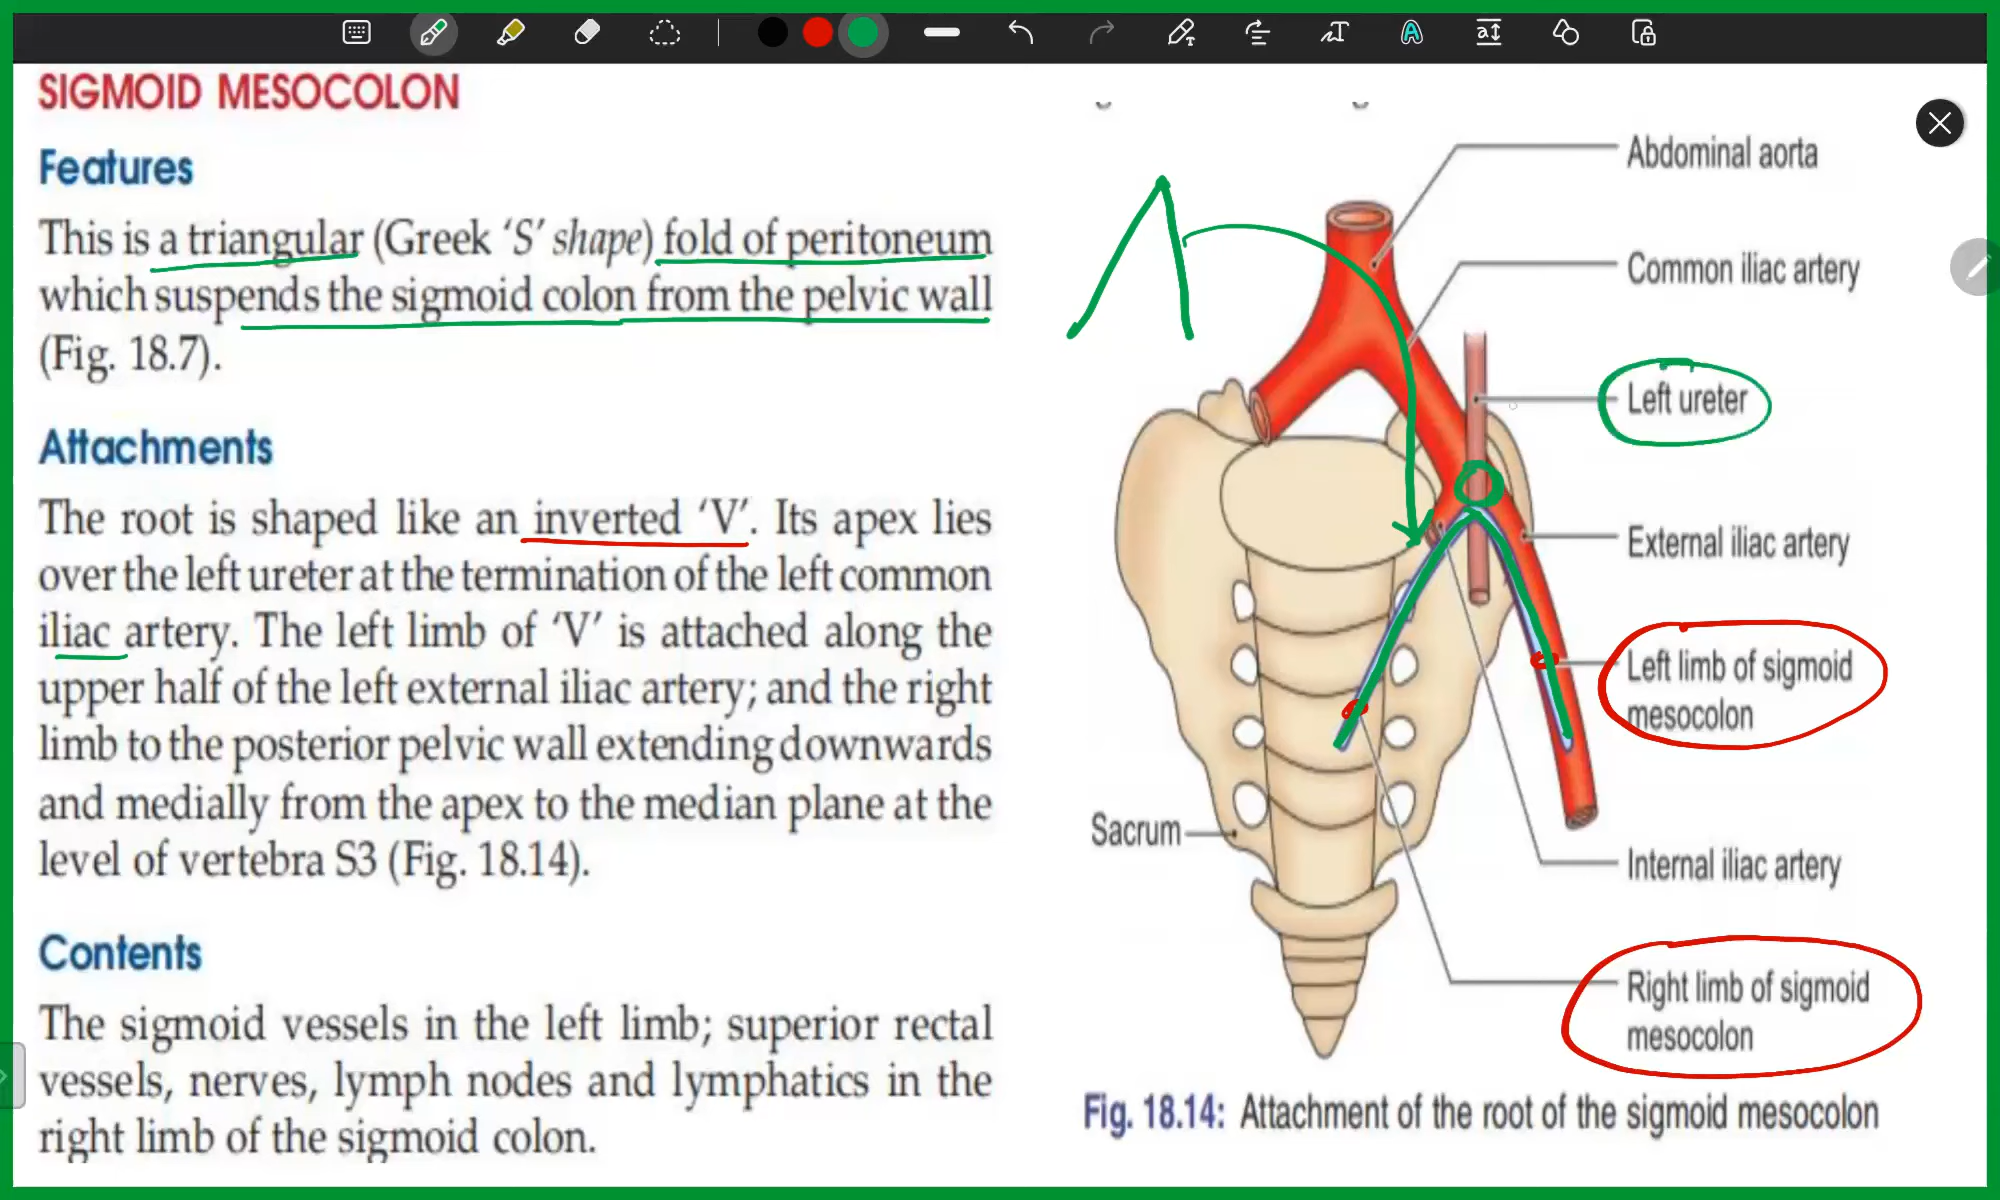 SIGMOID MESOCOLON
Features
This is a triangular (Greek ‘S’ shape) fold of peritoneum
which suspends the sigmoid colon from the pelvic wall
(Fig. 18.7).
Attachments
The root is shaped like an inverted ‘V’. Its apex lies
over the left ureter at the termination of the left common
iliac artery. The left limb of ‘V’ is attached along the
upper half of the left external iliac artery; and the right
limb to the posterior pelvic wall extending downwards
and medially from the apex to the median plane at the
level of vertebra S3 (Fig. 18.14).
Contents
The sigmoid vessels in the left limb; superior rectal
vessels, nerves, lymph nodes and lymphatics in the
right limb of the sigmoid colon.
Abdominal aorta
Common iliac artery
Left ureter
External iliac artery
Left limb of sigmoid
mesocolon
Sacrum
Internal iliac artery
Right limb of sigmoid
mesocolon
Fig. 18.14: Attachment of the root of the sigmoid mesocolon